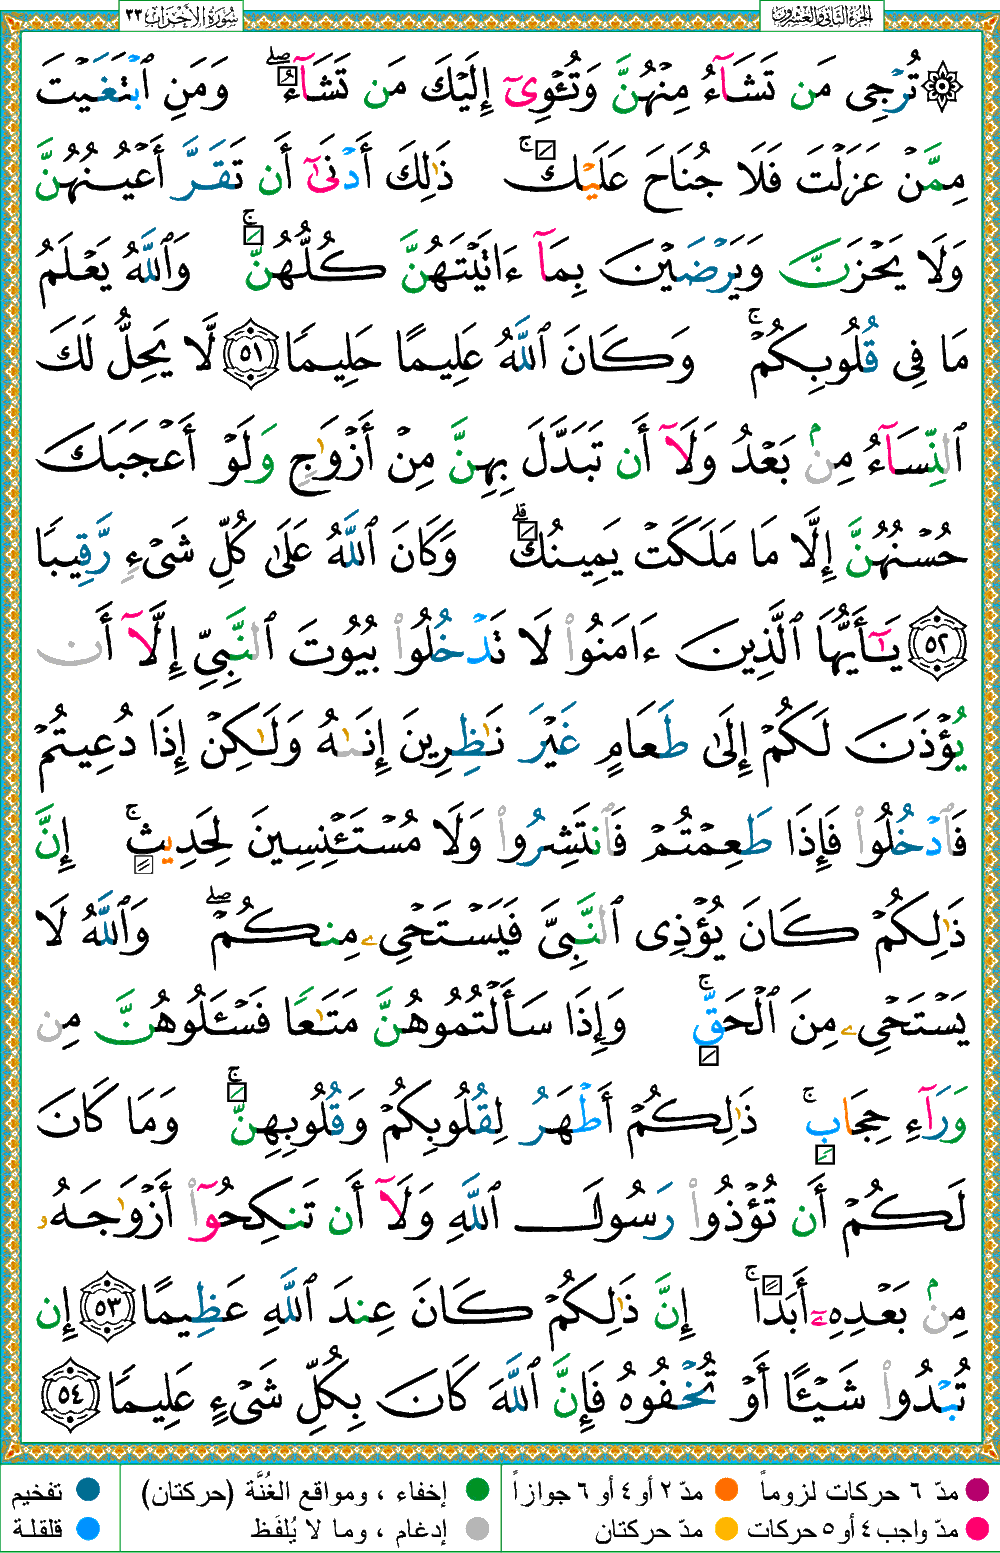 الجزء الثاني والعشرون
سورة الأحزاب ٣٣
۞ تُرْجِى مَن تَشَآءُ مِنْهُنَّ وَتُـْٔوِىٓ إِلَيْكَ مَن تَشَآءُ ۖ وَمَنِ ٱبْتَغَيْتَ
مِمَّنْ عَزَلْتَ فَلَا جُنَاحَ عَلَيْكَ ۚ ذَٰلِكَ أَدْنَىٰٓ أَن تَقَرَّ أَعْيُنُهُنَّ
وَلَا يَحْزَنَّ وَيَرْضَيْنَ بِمَآ ءَاتَيْتَهُنَّ كُلُّهُنَّ ۚ وَٱللَّهُ يَعْلَمُ
مَا فِى قُلُوبِكُمْ ۚ وَكَانَ ٱللَّهُ عَلِيمًا حَلِيمًا ٥١ لَّا يَحِلُّ لَكَ
ٱلنِّسَآءُ مِنۢ بَعْدُ وَلَآ أَن تَبَدَّلَ بِهِنَّ مِنْ أَزْوَٰجٍ وَلَوْ أَعْجَبَكَ
حُسْنُهُنَّ إِلَّا مَا مَلَكَتْ يَمِينُكَ ۗ وَكَانَ ٱللَّهُ عَلَىٰ كُلِّ شَىْءٍ رَّقِيبًا
٥٢ يَٰٓأَيُّهَا ٱلَّذِينَ ءَامَنُوا۟ لَا تَدْخُلُوا۟ بُيُوتَ ٱلنَّبِىِّ إِلَّآ أَن
يُؤْذَنَ لَكُمْ إِلَىٰ طَعَامٍ غَيْرَ نَٰظِرِينَ إِنَىٰهُ وَلَٰكِنْ إِذَا دُعِيتُمْ
فَٱدْخُلُوا۟ فَإِذَا طَعِمْتُمْ فَٱنتَشِرُوا۟ وَلَا مُسْتَـْٔنِسِينَ لِحَدِيثٍ ۚ إِنَّ
ذَٰلِكُمْ كَانَ يُؤْذِى ٱلنَّبِىَّ فَيَسْتَحْىِۦ مِنكُمْ ۖ وَٱللَّهُ لَا
يَسْتَحْىِۦ مِنَ ٱلْحَقِّ ۚ وَإِذَا سَأَلْتُمُوهُنَّ مَتَٰعًا فَسْـَٔلُوهُنَّ مِن
وَرَآءِ حِجَابٍ ۚ ذَٰلِكُمْ أَطْهَرُ لِقُلُوبِكُمْ وَقُلُوبِهِنَّ ۚ وَمَا كَانَ
لَكُمْ أَن تُؤْذُوا۟ رَسُولَ ٱللَّهِ وَلَآ أَن تَنكِحُوٓا۟ أَزْوَٰجَهُۥ
مِنۢ بَعْدِهِۦٓ أَبَدًا ۚ إِنَّ ذَٰلِكُمْ كَانَ عِندَ ٱللَّهِ عَظِيمًا ٥٣ إِن
تُبْدُوا۟ شَيْـًٔا أَوْ تُخْفُوهُ فَإِنَّ ٱللَّهَ كَانَ بِكُلِّ شَىْءٍ عَلِيمًا ٥٤
مدّ ٦ حركات لزوماً
مدّ ٢ أو ٤ أو ٦ جوازاً
إخفاء ، ومواقع الغُنَّة (حركتان)
تفخيم
مدّ واجب ٤ أو ٥ حركات
مدّ حركتان
إدغام ، وما لا يُلفَظ
قلقلة